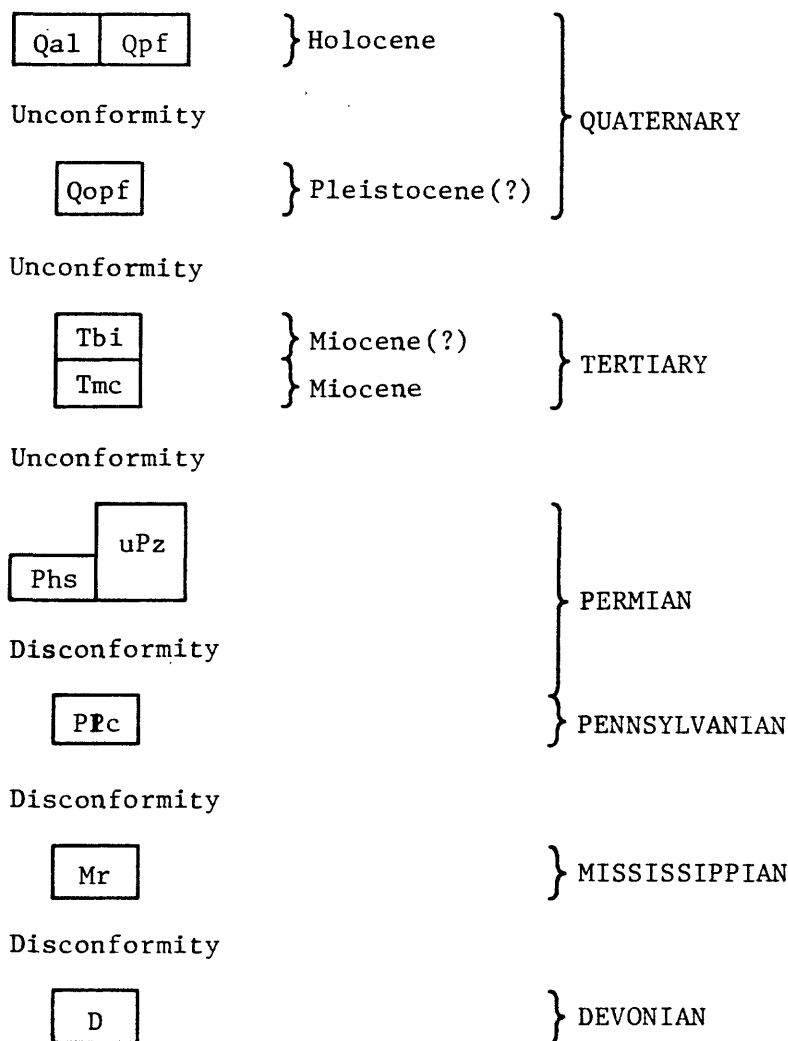 Qal Qpf Holocene
Unconformity
QUATERNARY
Qopf Pleistocene(?)
Unconformity
Tbi Miocene(?)
TERTIARY
Tmc Miocene
Unconformity
uPz
Phs
PERMIAN
Disconformity
Pℙc PENNSYLVANIAN
Disconformity
Mr MISSISSIPPIAN
Disconformity
D DEVONIAN